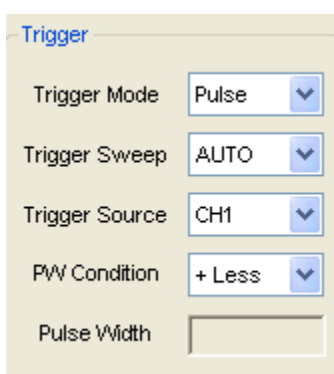 Trigger
Trigger Mode Pulse
Trigger Sweep AUTO
Trigger Source CH1
PW Condition + Less
Pulse Width